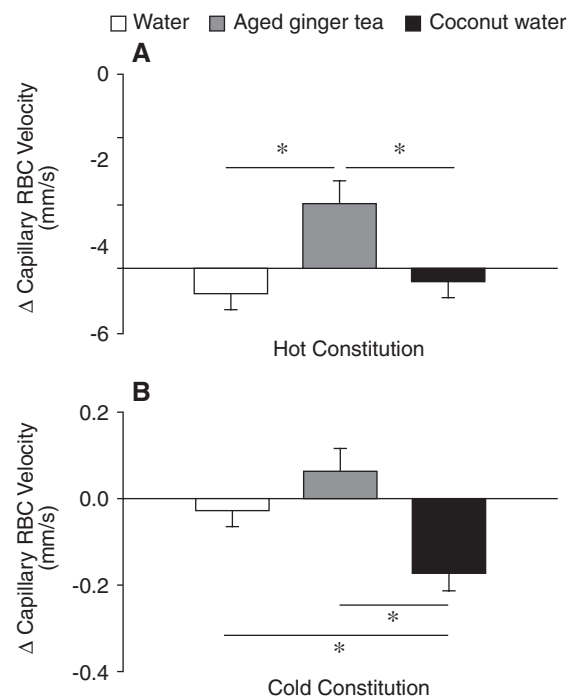 Water Aged ginger tea Coconut water
A
0
-2
-4
-6
Δ Capillary RBC Velocity
(mm/s)
* *
Hot Constitution
B
0.2
0.0
-0.2
-0.4
Δ Capillary RBC Velocity
(mm/s)
*
*
Cold Constitution